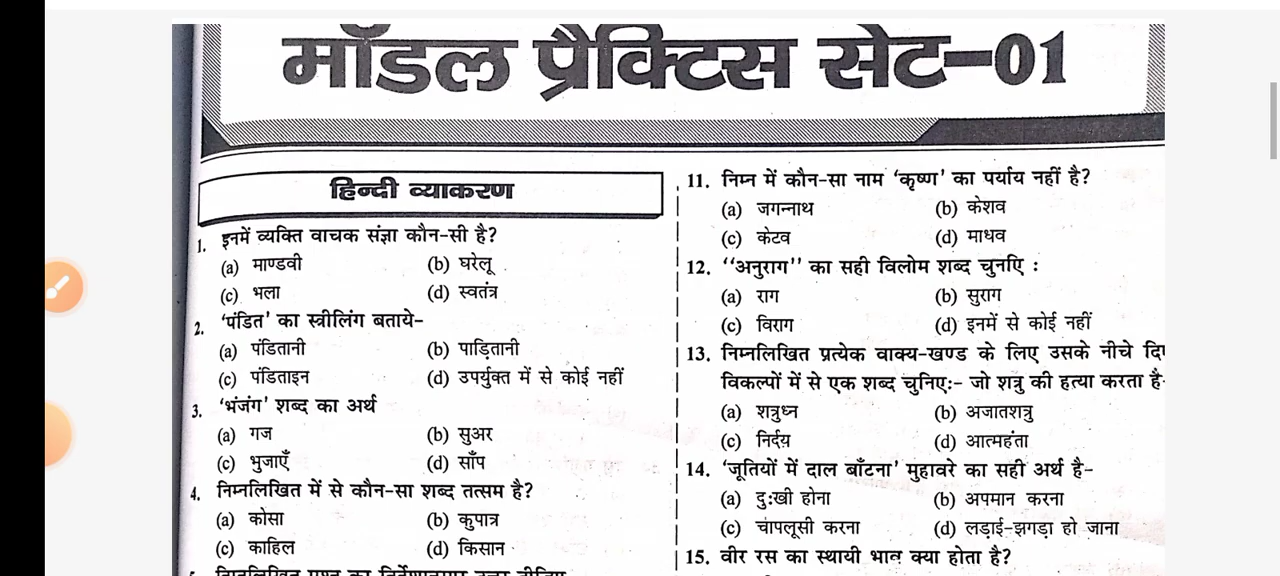 मॉडल प्रैक्टिस सेट-01
हिन्दी व्याकरण
1. इनमें व्यक्ति वाचक संज्ञा कौन-सी है?
(a) माण्डवी (b) घरेलू
(c) भला (d) स्वतंत्र
2. 'पंडित' का स्त्रीलिंग बताये-
(a) पंडितानी (b) पाड़ितानी
(c) पंडिताइन (d) उपर्युक्त में से कोई नहीं
3. 'भंजंग' शब्द का अर्थ
(a) गज (b) सुअर
(c) भुजाएँ (d) साँप
4. निम्नलिखित में से कौन-सा शब्द तत्सम है?
(a) कोसा (b) कुपात्र
(c) काहिल (d) किसान
11. निम्न में कौन-सा नाम 'कृष्ण' का पर्याय नहीं है?
(a) जगन्नाथ (b) केशव
(c) केटव (d) माधव
12. ''अनुराग'' का सही विलोम शब्द चुनएि :
(a) राग (b) सुराग
(c) विराग (d) इनमें से कोई नहीं
13. निम्नलिखित प्रत्येक वाक्य-खण्ड के लिए उसके नीचे
विकल्पों में से एक शब्द चुनिए:- जो शत्रु की हत्या करता है-
(a) शत्रुध्न (b) अजातशत्रु
(c) निर्दय (d) आत्महंता
14. 'जूतियों में दाल बाँटना' मुहावरे का सही अर्थ है-
(a) दुःखी होना (b) अपमान करना
(c) चापलूसी करना (d) लड़ाई-झगड़ा हो जाना
15. वीर रस का स्थायी भाव क्या होता है?